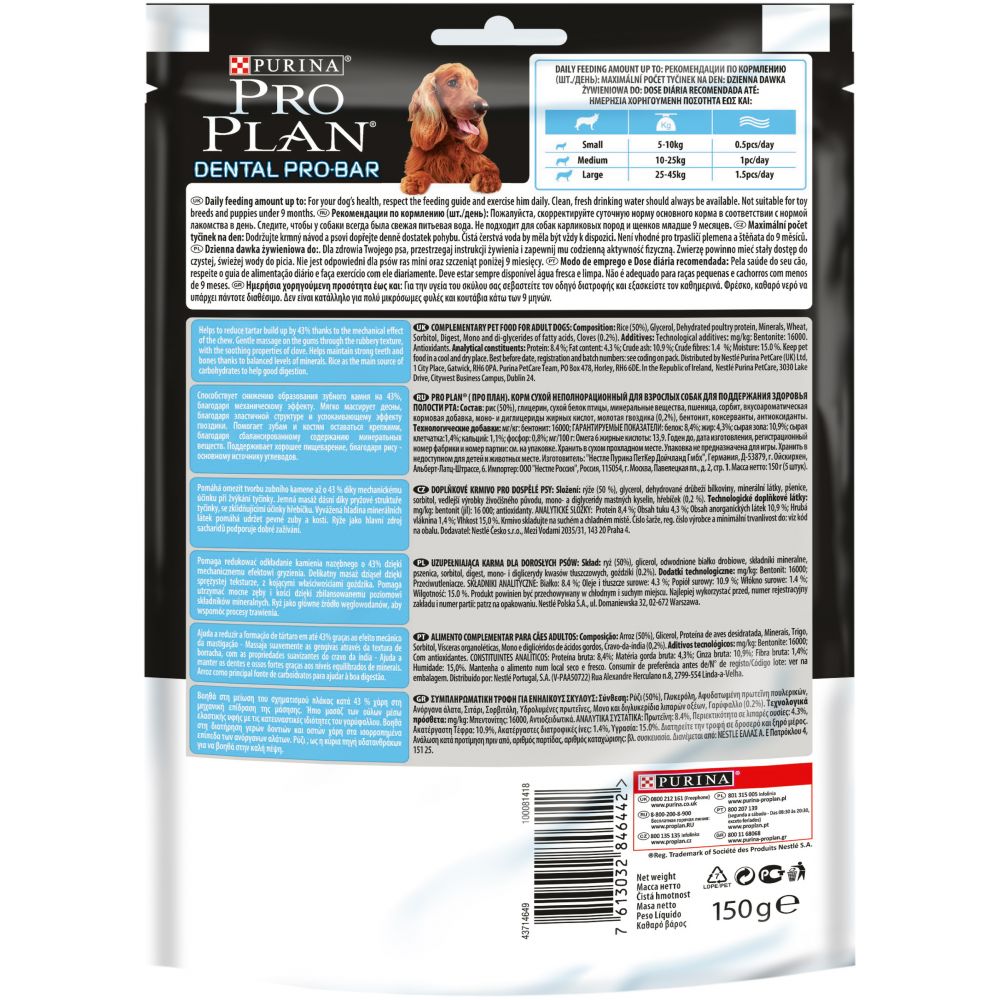 PURINA®
PRO
PLAN®
DENTAL PRO-BAR
DAILY FEEDING AMOUNT UP TO: РЕКОМЕНДАЦИИ ПО КОРМЛЕНИЮ
(ШТ./ДЕНЬ): MAXIMÁLNÍ POČET TYČINEK NA DEN: DZIENNA DAWKA
ŻYWIENIOWA DO: DOSE DIÁRIA RECOMENDADA ATÉ:
ΗΜΕΡΗΣΙΑ ΧΟΡΗΓΟΥΜΕΝΗ ΠΟΣΟΤΗΤΑ ΕΩΣ ΚΑΙ:
Kg
Small 5-10kg 0.5pcs/day
Medium 10-25kg 1pc/day
Large 25-45kg 1.5pcs/day
UK Daily feeding amount up to: For your dog's health, respect the feeding guide and exercise him daily. Clean, fresh drinking water should always be available. Not suitable for toy
breeds and puppies under 9 months. RU Рекомендации по кормлению (шт./день): Пожалуйста, скорректируйте суточную норму основного корма в соответствии с нормой
лакомства в день. Следите, чтобы у собаки всегда была свежая питьевая вода. Не подходит для собак карликовых пород и щенков младше 9 месяцев. CZ Maximální počet
tyčinek na den: Dodržujte krmný návod a psovi dopřejte denně dostatek pohybu. Čistá čerstvá voda by měla být vždy k dispozici. Není vhodné pro trpasličí plemena a štěňata do 9 měsíců.
PL Dzienna dawka żywieniowa do: Dla zdrowia Twojego psa, przestrzegaj instrukcji żywienia i zapewnij mu codzienną aktywność fizyczną. Zwierzę powinno mieć stały dostęp do
czystej, świeżej wody do picia. Nie jest odpowiedni dla psów ras mini oraz szczeniąt poniżej 9 miesięcy. PT Modo de emprego e Dose diária recomendada: Pela saúde do seu cão,
respeite o guia de alimentação diário e faça exercício com ele diariamente. Deve estar sempre disponível água fresca e limpa. Não é adequado para raças pequenas e cachorros com menos
de 9 meses. GR Ημερήσια χορηγούμενη προσότητα έως και: Για την υγεία του σκύλου σας σεβαστείτε τον οδηγό διατροφής και εξασκείστε τον καθημερινά. Φρέσκο, καθαρό νερό να
υπάρχει πάντοτε διαθέσιμο. Δεν είναι κατάλληλο για πολύ μικρόσωμες φυλές και κουτάβια κάτω των 9 μηνών.
Helps to reduce tartar build up by 43% thanks to the mechanical effect
of the chew. Gentle massage on the gums through the rubbery texture,
with the soothing properties of clove. Helps maintain strong teeth and
bones thanks to balanced levels of minerals. Rice as the main source of
carbohydrates to help good digestion.
UK COMPLEMENTARY PET FOOD FOR ADULT DOGS: Composition: Rice (50%), Glycerol, Dehydrated poultry protein, Minerals, Wheat,
Sorbitol, Digest, Mono and di-glycerides of fatty acids, Cloves (0.2%). Additives: Technological additives: mg/kg: Bentonite: 16000.
Antioxidants. Analytical constituents: Protein: 8.4 %; Fat content: 4.3 %; Crude ash: 10.9 %; Crude fibres: 1.4 %; Moisture: 15.0 %. Keep pet
food in a cool and dry place. Best before date, registration and batch numbers: see coding on pack. Distributed by Nestlé Purina PetCare (UK) Ltd,
1 City Place, Gatwick, RH6 0PA. Purina PetCare Team, PO Box 478, Horley, RH6 6DE. In the Republic of Ireland, Nestlé Purina, 3030 Lake
Drive, Citywest Business Campus, Dublin 24.
Способствует снижению образования зубного камня на 43%,
благодаря механическому эффекту. Мягко массирует десны,
благодаря эластической структуре и успокаивающему эффекту
гвоздики. Помогает зубам и костям оставаться крепкими,
благодаря сбалансированному содержанию минеральных
веществ. Поддерживает хорошее пищеварение, благодаря рису -
основному источнику углеводов.
RU PRO PLAN® ( ПРО ПЛАН). КОРМ СУХОЙ НЕПОЛНОРАЦИОННЫЙ ДЛЯ ВЗРОСЛЫХ СОБАК ДЛЯ ПОДДЕРЖАНИЯ ЗДОРОВЬЯ
ПОЛОСТИ РТА: Состав: рис (50%), глицерин, сухой белок птицы, минеральные вещества, пшеница, сорбит, вкусоароматическая
кормовая добавка, моно- и диглицериды жирных кислот, молотая гвоздика (0,2%), бентонит, консерванты, антиоксиданты.
Технологические добавки: мг/кг: бентонит: 16000; ГАРАНТИРУЕМЫЕ ПОКАЗАТЕЛИ: белок: 8,4%; жир: 4,3%; сырая зола: 10,9%; сырая
клетчатка:1,4%; кальций: 1,1%; фосфор: 0,8%; мг/100 г: Омега 6 жирные кислоты: 13,9. Годен до, дата изготовления, регистрационный
номер фабрики и номер партии: см. на упаковке. Хранить в сухом прохладном месте. Упаковка не предназначена для игр. Хранить в
недоступном для детей и животных месте. Изготовитель: "Нестле Пурина ПетКер Дойчланд Гмбх", Германия, Д-53879, г. Ойскирхен,
Альберт-Латц-Штрассе, 6. Импортер: ООО "Нестле Россия", Россия, 115054, г. Москва, Павелецкая пл., д. 2, стр. 1. Масса нетто: 150 г (5 штук).
Pomáhá omezit tvorbu zubního kamene až o 43 % díky mechanickému
účinku při žvýkání tyčinky. Jemná masáž dásní díky pryžové struktuře
tyčinky, se zklidňujícími účinky hřebíčku. Vyvážená hladina minerálních
látek pomáhá udržet pevné zuby a kosti. Rýže jako hlavní zdroj
sacharidů podporuje dobré zažívání.
CZ DOPLŇKOVÉ KRMIVO PRO DOSPĚLÉ PSY: Složení: rýže (50 %), glycerol, dehydrované drůbeží bílkoviny, minerální látky, pšenice,
sorbitol, vedlejší výrobky živočišného původu, mono- a diglyceridy mastných kyselin, hřebíček (0,2 %). Technologické doplňkové látky:
mg/kg: bentonit (jíl): 16 000; antioxidanty. ANALYTICKÉ SLOŽKY: Protein 8,4 %; Obsah tuku 4,3 %; Obsah anorganických látek 10,9 %; Hrubá
vláknina 1,4 %; Vlhkost 15,0 %. Krmivo skladujte na suchém a chladném místě. Číslo šarže, reg. číslo výrobce a minimální trvanlivost do: viz kód
na obalu. Dodavatel: Nestlé Česko s.r.o., Mezi Vodami 2035/31, 143 20 Praha 4.
Pomaga redukować odkładanie kamienia nazębnego o 43% dzięki
mechanicznemu efektowi gryzienia. Delikatny masaż dziąseł dzięki
sprężystej teksturze, z kojącymi właściwościami goździka. Pomaga
utrzymać mocne zęby i kości dzięki zbilansowanemu poziomowi
składników mineralnych. Ryż jako główne źródło węglowodanów, aby
wspomóc procesy trawienia.
PL UZUPEŁNIAJĄCA KARMA DLA DOROSŁYCH PSÓW: Skład: ryż (50%), glicerol, odwodnione białko drobiowe, składniki mineralne,
pszenica, sorbitol, digest, mono- i diglicerydy kwasów tłuszczowych, goździki (0.2%). Dodatki technologiczne: mg/kg: Bentonit: 16000;
Przeciwutleniacze. SKŁADNIKI ANALITYCZNE: Białko: 8.4 %; Oleje i tłuszcze surowe: 4.3 %; Popiół surowy: 10.9 %; Włókno surowe: 1.4 %;
Wilgotność: 15.0 %. Produkt powinien być przechowywany w chłodnym i suchym miejscu. Najlepiej wykorzystać przed, numer rejestracyjny
zakładu i numer partii: patrz na opakowaniu. Nestlé Polska S.A., ul. Domaniewska 32, 02-672 Warszawa.
Ajuda a reduzir a formação de tártaro em até 43% graças ao efeito mecânico
da mastigação - Massaja suavemente as gengivas através da textura de
borracha, com as propriedades suavizantes do cravo da índia - Ajuda a
manter os dentes e ossos fortes graças aos níveis equilibrados de minerais.
Arroz como principal fonte de carboidratos para ajudar à boa digestão.
PT ALIMENTO COMPLEMENTAR PARA CÃES ADULTOS: Composição: Arroz (50%), Glicerol, Proteína de aves desidratada, Minerais, Trigo,
Sorbitol, Vísceras organoléticas, Mono e diglicéridos de ácidos gordos, Cravo-da-índia (0.2%). Aditivos tecnológicos: mg/kg: Bentonite: 16000;
Com antioxidantes. CONSTITUINTES ANALÍTICOS: Proteína bruta: 8,4%; Matéria gorda bruta: 4,3%; Cinza bruta: 10,9%; Fibra bruta: 1,4%;
Humidade: 15,0%. Mantenha o alimento num local seco e fresco. Consumir de preferência antes de/Nº de registo/Código lote: ver na
embalagem. Distribuido por: Nestlé Portugal, S.A. (V-PAA50722) Rua Alexandre Herculano n.8, 2799-554 Linda-a-Velha.
Βοηθά στη μείωση του σχηματισμού πλάκας κατά 43 % χάρη στη
μηχανική επίδραση της μασησης. Ήπιο μασάζ των ούλων μέσω
ελαστικής υφής με τις κατευναστικές ιδιότητες του γαρύφαλλου. Βοηθά
στη διατήρηση γερών δοντιών και οστών χάρη στα ισορροπημένα
επίπεδα των ανόργανων αλάτων. Ρύζι, ως η κύρια πηγή υδατανθράκων
για να βοηθά στην καλή πέψη.
GR ΣΥΜΠΛΗΡΩΜΑΤΙΚΗ ΤΡΟΦΗ ΓΙΑ ΕΝΗΛΙΚΟΥΣ ΣΚΥΛΟΥΣ: Σύνθεση: Ρύζι (50%), Γλυκερόλη, Αφυδατωμένη πρωτεΐνη πουλερικών,
Ανόργανα άλατα, Σιτάρι, Σορβιτόλη, Υδρολυμένες πρωτεΐνες, Μονο και διγλυκερίδια λιπαρών οξέων, Γαρύφαλλο (0.2%). Τεχνολογικά
πρόσθετα: mg/kg: Μπεντονίτης: 16000, Αντιοξειδωτικά. ΑΝΑΛΥΤΙΚΑ ΣΥΣΤΑΤΙΚΑ: Πρωτεΐνη: 8.4%, Περιεκτικότητα σε λιπαρές ουσίες: 4.3%,
Ακατέργαστη Τέφρα: 10.9%, Ακατέργαστες διαφορετικές ίνες: 1.4%, Υγρασία: 15.0%. Διατηρείτε την τροφή σε δροσερό και ξηρό μέρος.
Ανάλωση κατά προτίμηση πριν από, αριθμός παρτίδας, αριθμός καταχώρισης: βλ. συσκευασία. Διανέμεται από: NESTLE ΕΛΛΑΣ Α. Ε Πατρόκλου 4,
151 25.
100081418
43714649
7 613032 846442 >
PURINA®
UK 0800 212 161 (Freephone)
www.purina.co.uk
RU 8-800-200-8-900
Бесплатная горячая линия:
www.proplan.RU
CZ 800 135 135 infolinka
www.proplan.cz
PL 801 315 005 infolinia
www.purina-proplan.pl
PT 800 207 139
(segunda a sábado - Das 08:30 às 20:30,
exceto feriados)
www.proplan.pt
GR 800 11 68068
www.purina-proplan.gr
®Reg. Trademark of Société des Produits Nestlé S.A.
Net weight
Масса нетто
Čistá hmotnost
Masa netto
Peso Líquido
Καθαρό βάρος
7
LDPE/PET
150g e